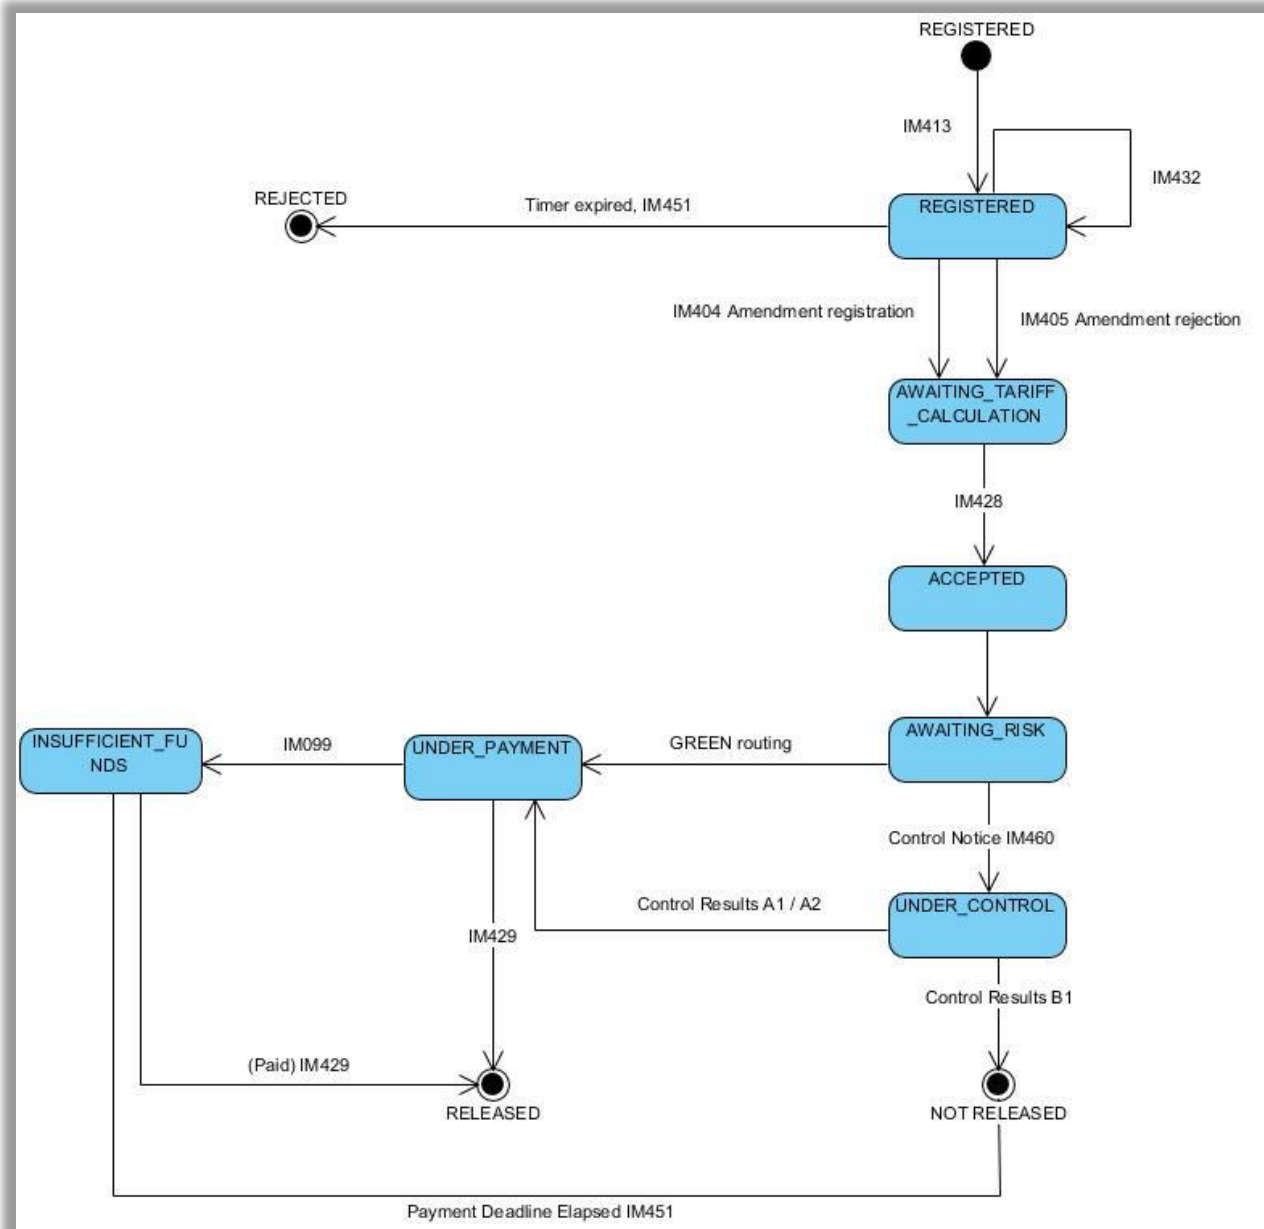 REGISTERED
IM413
IM432
REJECTED
Timer expired, IM451
REGISTERED
IM404 Amendment registration
IM405 Amendment rejection
AWAITING_TARIFF
_CALCULATION
IM428
ACCEPTED
INSUFFICIENT_FU
NDS
IM099
UNDER_PAYMENT
GREEN routing
AWAITING_RISK
Control Notice IM460
Control Results A1 / A2
UNDER_CONTROL
IM429
Control Results B1
(Paid) IM429
RELEASED
NOT RELEASED
Payment Deadline Elapsed IM451